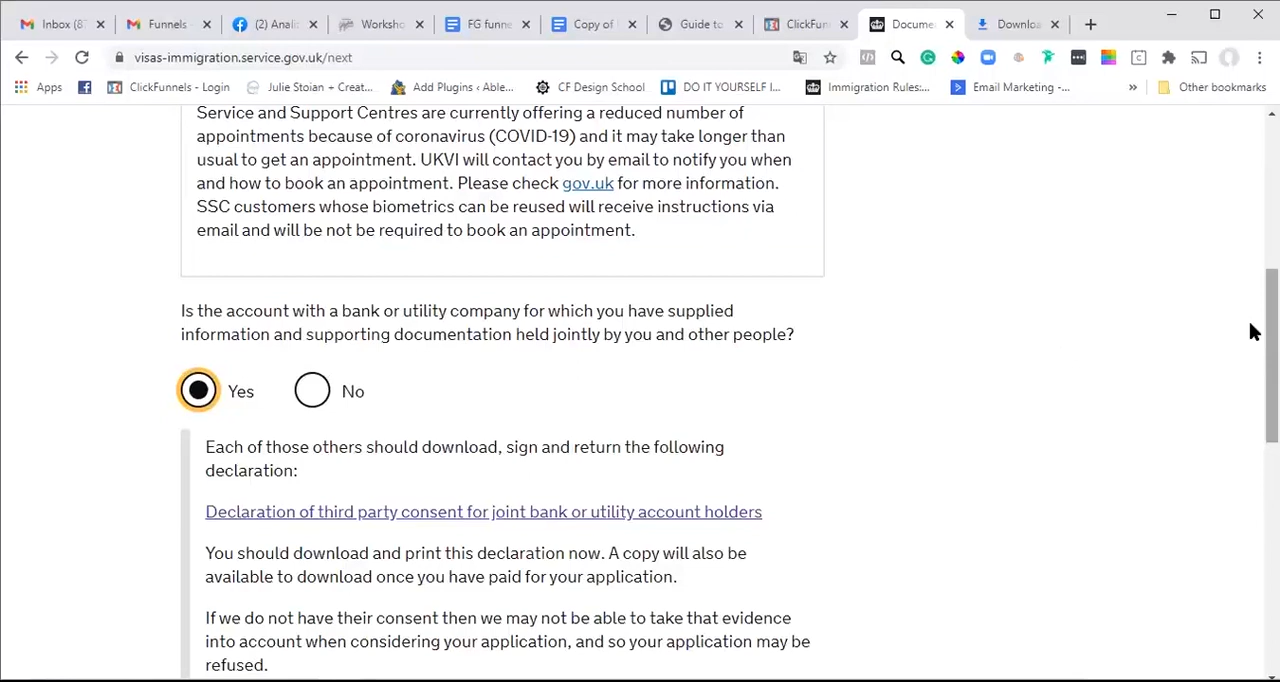 Inbox (8
Funnels -
(2) Anali
Worksho
FG funne
Copy of
Guide to
ClickFun
Docume
Downloa
visas-immigration.service.gov.uk/next
Apps
ClickFunnels - Login
Julie Stoian + Creat...
Add Plugins ‹ Able...
CF Design School
DO IT YOURSELF I...
Immigration Rules:...
Email Marketing -...
»
Other bookmarks
Service and Support Centres are currently offering a reduced number of
appointments because of coronavirus (COVID-19) and it may take longer than
usual to get an appointment. UKVI will contact you by email to notify you when
and how to book an appointment. Please check gov.uk for more information.
SSC customers whose biometrics can be reused will receive instructions via
email and will be not be required to book an appointment.
Is the account with a bank or utility company for which you have supplied
information and supporting documentation held jointly by you and other people?
Yes
No
Each of those others should download, sign and return the following
declaration:
Declaration of third party consent for joint bank or utility account holders
You should download and print this declaration now. A copy will also be
available to download once you have paid for your application.
If we do not have their consent then we may not be able to take that evidence
into account when considering your application, and so your application may be
refused.